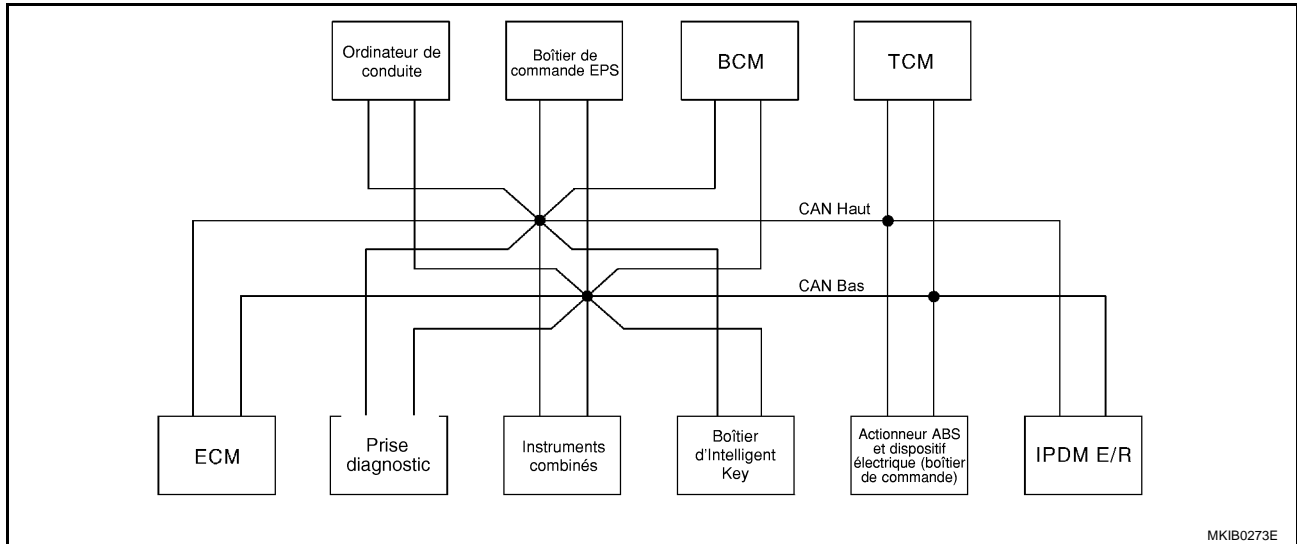 Ordinateur de
conduite
Boîtier de
commande EPS
BCM
TCM
CAN Haut
CAN Bas
ECM
Prise
diagnostic
Instruments
combinés
Boîtier
d'Intelligent
Key
Actionneur ABS
et dispositif
électrique (boîtier
de commande)
IPDM E/R
MKIB0273E